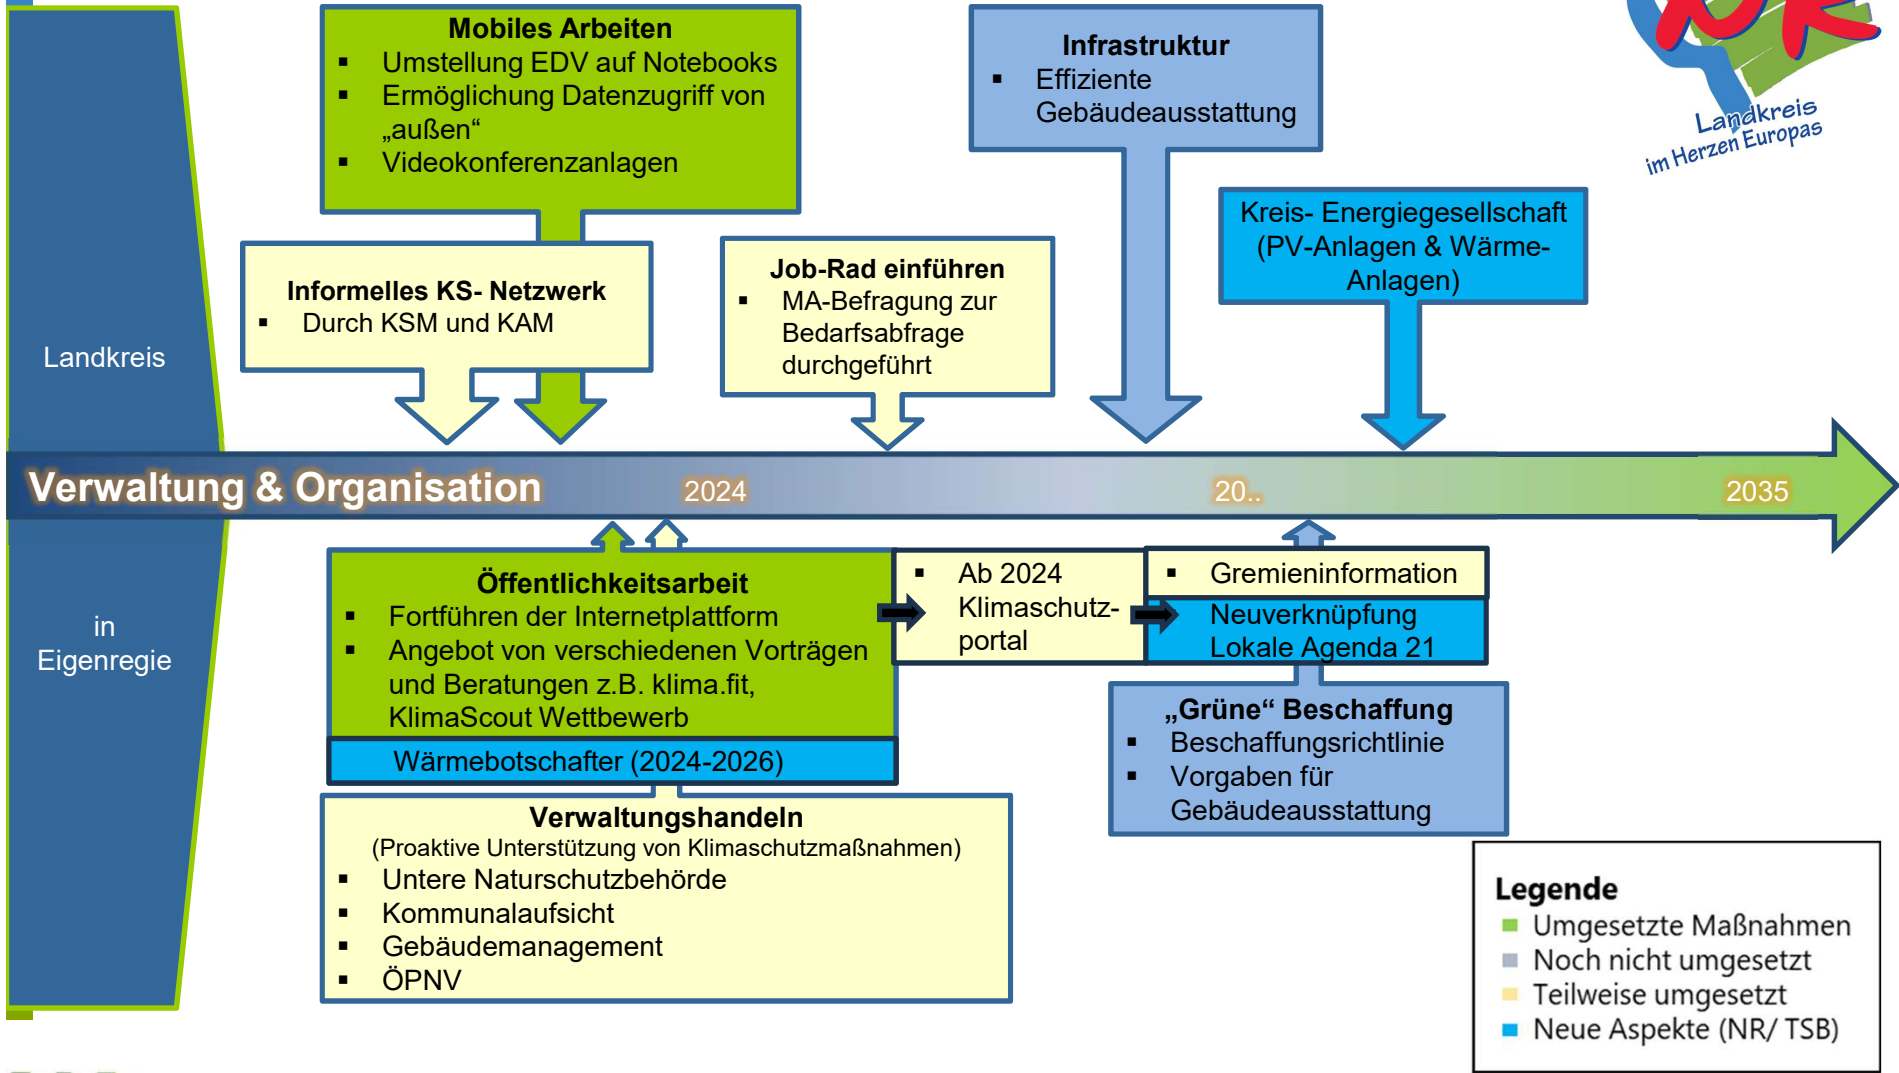 Mobiles Arbeiten
▪ Umstellung EDV auf Notebooks
▪ Ermöglichung Datenzugriff von
„außen“
▪ Videokonferenzanlagen
Infrastruktur
▪ Effiziente
Gebäudeausstattung
Landkreis
im Herzen Europas
Kreis- Energiegesellschaft
(PV-Anlagen & Wärme-
Anlagen)
Informelles KS- Netzwerk
▪ Durch KSM und KAM
Job-Rad einführen
▪ MA-Befragung zur
Bedarfsabfrage
durchgeführt
Landkreis
Verwaltung & Organisation 2024 20.. 2035
in
Eigenregie
Öffentlichkeitsarbeit
▪ Fortführen der Internetplattform
▪ Angebot von verschiedenen Vorträgen
und Beratungen z.B. klima.fit,
KlimaScout Wettbewerb
Wärmebotschafter (2024-2026)
▪ Ab 2024
Klimaschutz-
portal
▪ Gremieninformation
Neuverknüpfung
Lokale Agenda 21
„Grüne“ Beschaffung
▪ Beschaffungsrichtlinie
▪ Vorgaben für
Gebäudeausstattung
Verwaltungshandeln
(Proaktive Unterstützung von Klimaschutzmaßnahmen)
▪ Untere Naturschutzbehörde
▪ Kommunalaufsicht
▪ Gebäudemanagement
▪ ÖPNV
Legende
Umgesetzte Maßnahmen
Noch nicht umgesetzt
Teilweise umgesetzt
Neue Aspekte (NR/ TSB)